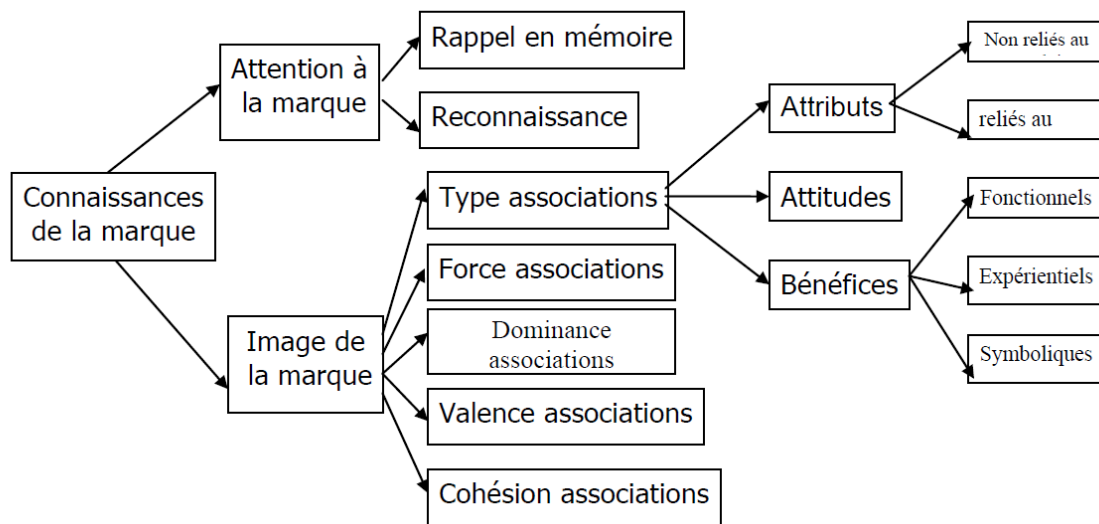 Connaissances
de la marque
Attention à
la marque
Rappel en mémoire
Reconnaissance
Image de
la marque
Type associations
Force associations
Dominance
associations
Valence associations
Cohésion associations
Attributs
Attitudes
Bénéfices
Non reliés au
reliés au
Fonctionnels
Expérientiels
Symboliques